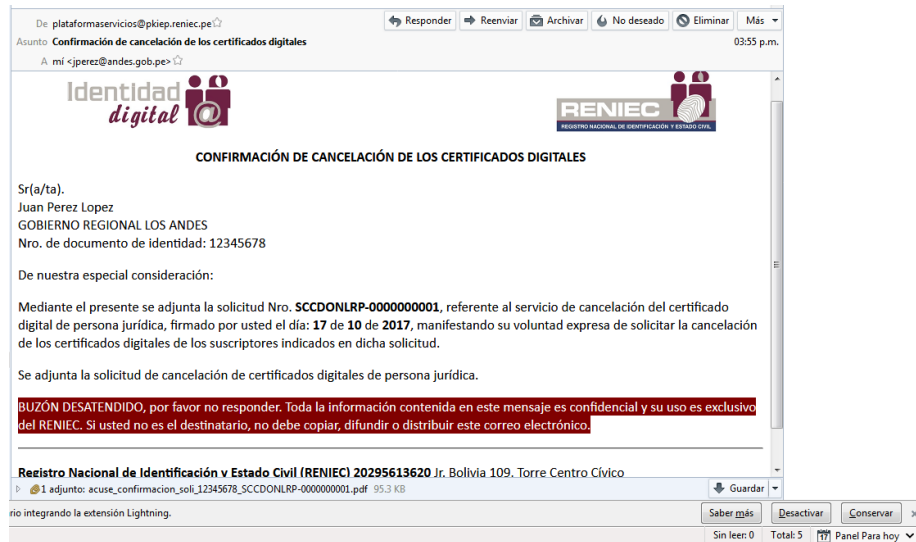 De plataformaservicios@pkiep.reniec.pe
Responder Reenviar Archivar No deseado Eliminar Más
Asunto Confirmación de cancelación de los certificados digitales 03:55 p.m.
A mí <jperez@andes.gob.pe>
Identidad
digital @
RENIEC
REGISTRO NACIONAL DE IDENTIFICACIÓN Y ESTADO CIVIL
CONFIRMACIÓN DE CANCELACIÓN DE LOS CERTIFICADOS DIGITALES
Sr(a/ta).
Juan Perez Lopez
GOBIERNO REGIONAL LOS ANDES
Nro. de documento de identidad: 12345678
De nuestra especial consideración:
Mediante el presente se adjunta la solicitud Nro. SCCDONLRP-0000000001, referente al servicio de cancelación del certificado
digital de persona jurídica, firmado por usted el día: 17 de 10 de 2017, manifestando su voluntad expresa de solicitar la cancelación
de los certificados digitales de los suscriptores indicados en dicha solicitud.
Se adjunta la solicitud de cancelación de certificados digitales de persona jurídica.
BUZÓN DESATENDIDO, por favor no responder. Toda la información contenida en este mensaje es confidencial y su uso es exclusivo
del RENIEC. Si usted no es el destinatario, no debe copiar, difundir o distribuir este correo electrónico.
Registro Nacional de Identificación y Estado Civil (RENIEC) 20295613620 Jr. Bolivia 109. Torre Centro Cívico
1 adjunto: acuse_confirmacion_soli_12345678_SCCDONLRP-0000000001.pdf 95.3 KB Guardar
rio integrando la extensión Lightning. Saber más Desactivar Conservar
Sin leer: 0 Total: 5 17 Panel Para hoy